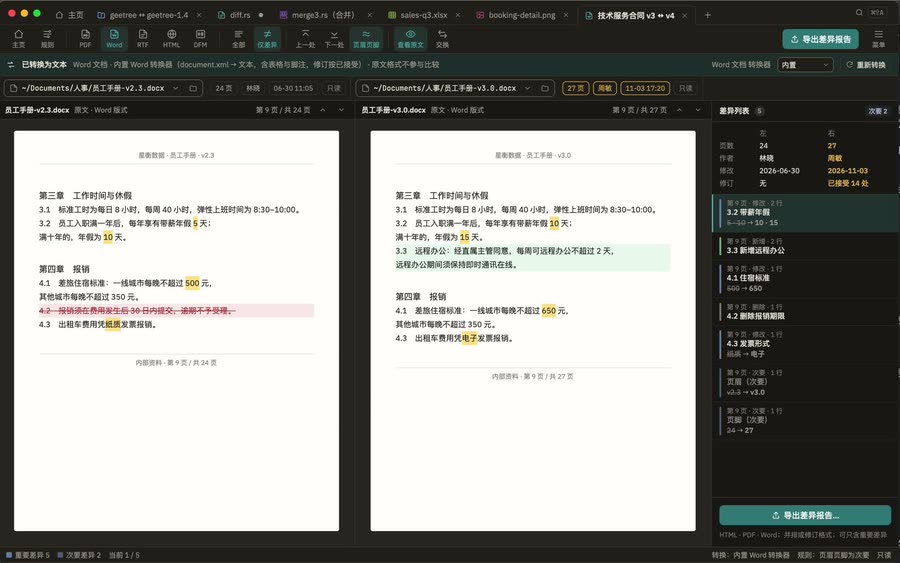 主页
geetree ↔ geetree-1.4
diff.rs
merge3.rs（合并）
sales-q3.xlsx
booking-detail.png
技术服务合同 v3 ↔ v4
主页 规则 PDF Word RTF HTML DFM 全部 仅差异 上一处 下一处 页眉页脚 查看原文 交换 导出差异报告 菜单
已转换为文本 Word 文档 · 内置 Word 转换器（document.xml → 文本，含表格与脚注，修订按已接受）· 原文格式不参与比较 Word 文档 转换器 内置 重新转换
~/Documents/人事/员工手册-v2.3.docx 24 页 林晓 06-30 11:05 只读
~/Documents/人事/员工手册-v3.0.docx 27 页 周敏 11-03 17:20 只读
员工手册-v2.3.docx 原文 · Word 版式 第 9 页 / 共 24 页
星衡数据 · 员工手册 · v2.3
第三章 工作时间与休假
3.1 标准工时为每日 8 小时，每周 40 小时，弹性上班时间为 8:30–10:00。
3.2 员工入职满一年后，每年享有带薪年假 5 天；
满十年的，年假为 10 天。
第四章 报销
4.1 差旅住宿标准：一线城市每晚不超过 500 元，
其他城市每晚不超过 350 元。
4.2 报销须在费用发生后 30 日内提交，逾期不予受理。
4.3 出租车费用凭纸质发票报销。
内部资料 · 第 9 页 / 共 24 页
员工手册-v3.0.docx 原文 · Word 版式 第 9 页 / 共 27 页
星衡数据 · 员工手册 · v3.0
第三章 工作时间与休假
3.1 标准工时为每日 8 小时，每周 40 小时，弹性上班时间为 8:30–10:00。
3.2 员工入职满一年后，每年享有带薪年假 10 天；
满十年的，年假为 15 天。
3.3 远程办公：经直属主管同意，每周可远程办公不超过 2 天，
远程办公期间须保持即时通讯在线。
第四章 报销
4.1 差旅住宿标准：一线城市每晚不超过 650 元，
其他城市每晚不超过 350 元。
4.3 出租车费用凭电子发票报销。
内部资料 · 第 9 页 / 共 27 页
差异列表 5 次要 2
左 右
页数 24 27
作者 林晓 周敏
修改 2026-06-30 2026-11-03
修订 无 已接受 14 处
第 9 页 · 修改 · 2 行
3.2 带薪年假
5 · 10 → 10 · 15
第 9 页 · 新增 · 2 行
3.3 新增远程办公
第 9 页 · 修改 · 1 行
4.1 住宿标准
500 → 650
第 9 页 · 删除 · 1 行
4.2 删除报销期限
第 9 页 · 修改 · 1 行
4.3 发票形式
纸质 → 电子
第 9 页 · 次要 · 1 行
页眉（次要）
v2.3 → v3.0
第 9 页 · 次要 · 1 行
页脚（次要）
24 → 27
导出差异报告...
HTML · PDF · Word；并排或修订格式；可只含重要差异
重要差异 5 次要差异 2 当前 1 / 5
转换：内置 Word 转换器 规则：页眉页脚为次要 只读